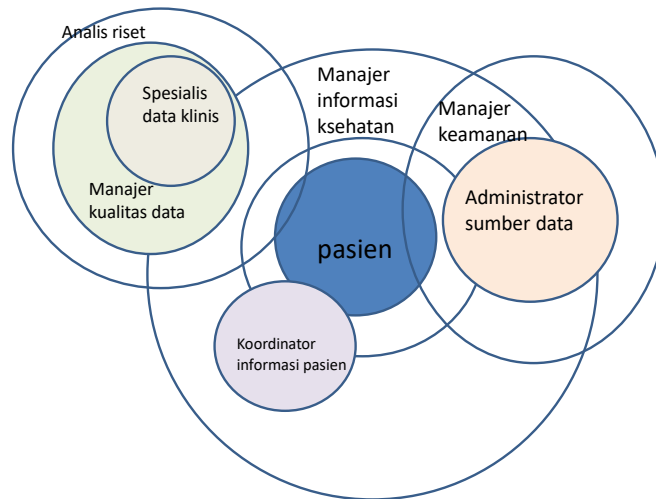 Analis riset
Spesialis
data klinis
Manajer
kualitas data
Manajer
informasi
ksehatan
Manajer
keamanan
Administrator
sumber data
pasien
Koordinator
informasi pasien